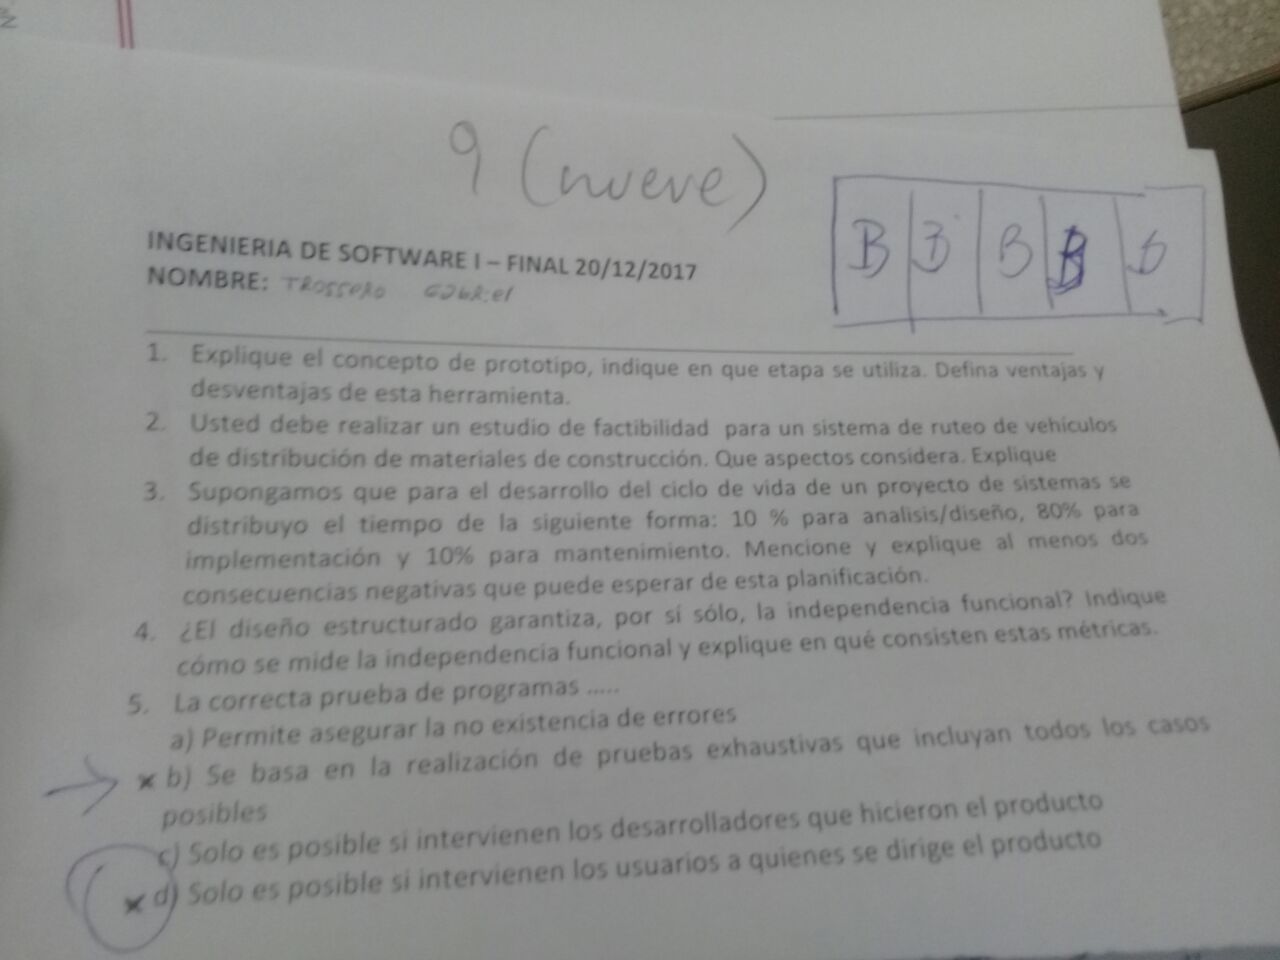 9 (nueve)
B B B B B
INGENIERIA DE SOFTWARE I – FINAL 20/12/2017
NOMBRE: TROSSERO GabRiel
1. Explique el concepto de prototipo, indique en que etapa se utiliza. Defina ventajas y
desventajas de esta herramienta.
2. Usted debe realizar un estudio de factibilidad para un sistema de ruteo de vehículos
de distribución de materiales de construcción. Que aspectos considera. Explique
3. Supongamos que para el desarrollo del ciclo de vida de un proyecto de sistemas se
distribuyo el tiempo de la siguiente forma: 10 % para analisis/diseño, 80% para
implementación y 10% para mantenimiento. Mencione y explique al menos dos
consecuencias negativas que puede esperar de esta planificación.
4. ¿El diseño estructurado garantiza, por sí sólo, la independencia funcional? Indique
cómo se mide la independencia funcional y explique en qué consisten estas métricas.
5. La correcta prueba de programas .....
a) Permite asegurar la no existencia de errores
x b) Se basa en la realización de pruebas exhaustivas que incluyan todos los casos
posibles
c) Solo es posible si intervienen los desarrolladores que hicieron el producto
x d) Solo es posible si intervienen los usuarios a quienes se dirige el producto